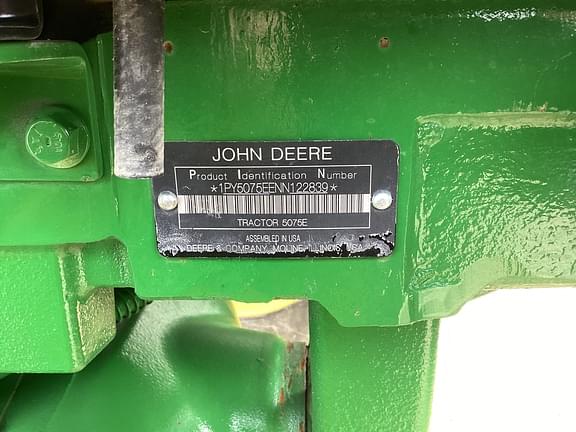 JOHN DEERE
Product Identification Number
*1PY5075EENN122839*
TRACTOR 5075E
ASSEMBLED IN USA
DEERE & COMPANY, MOLINE, ILLINOIS, USA